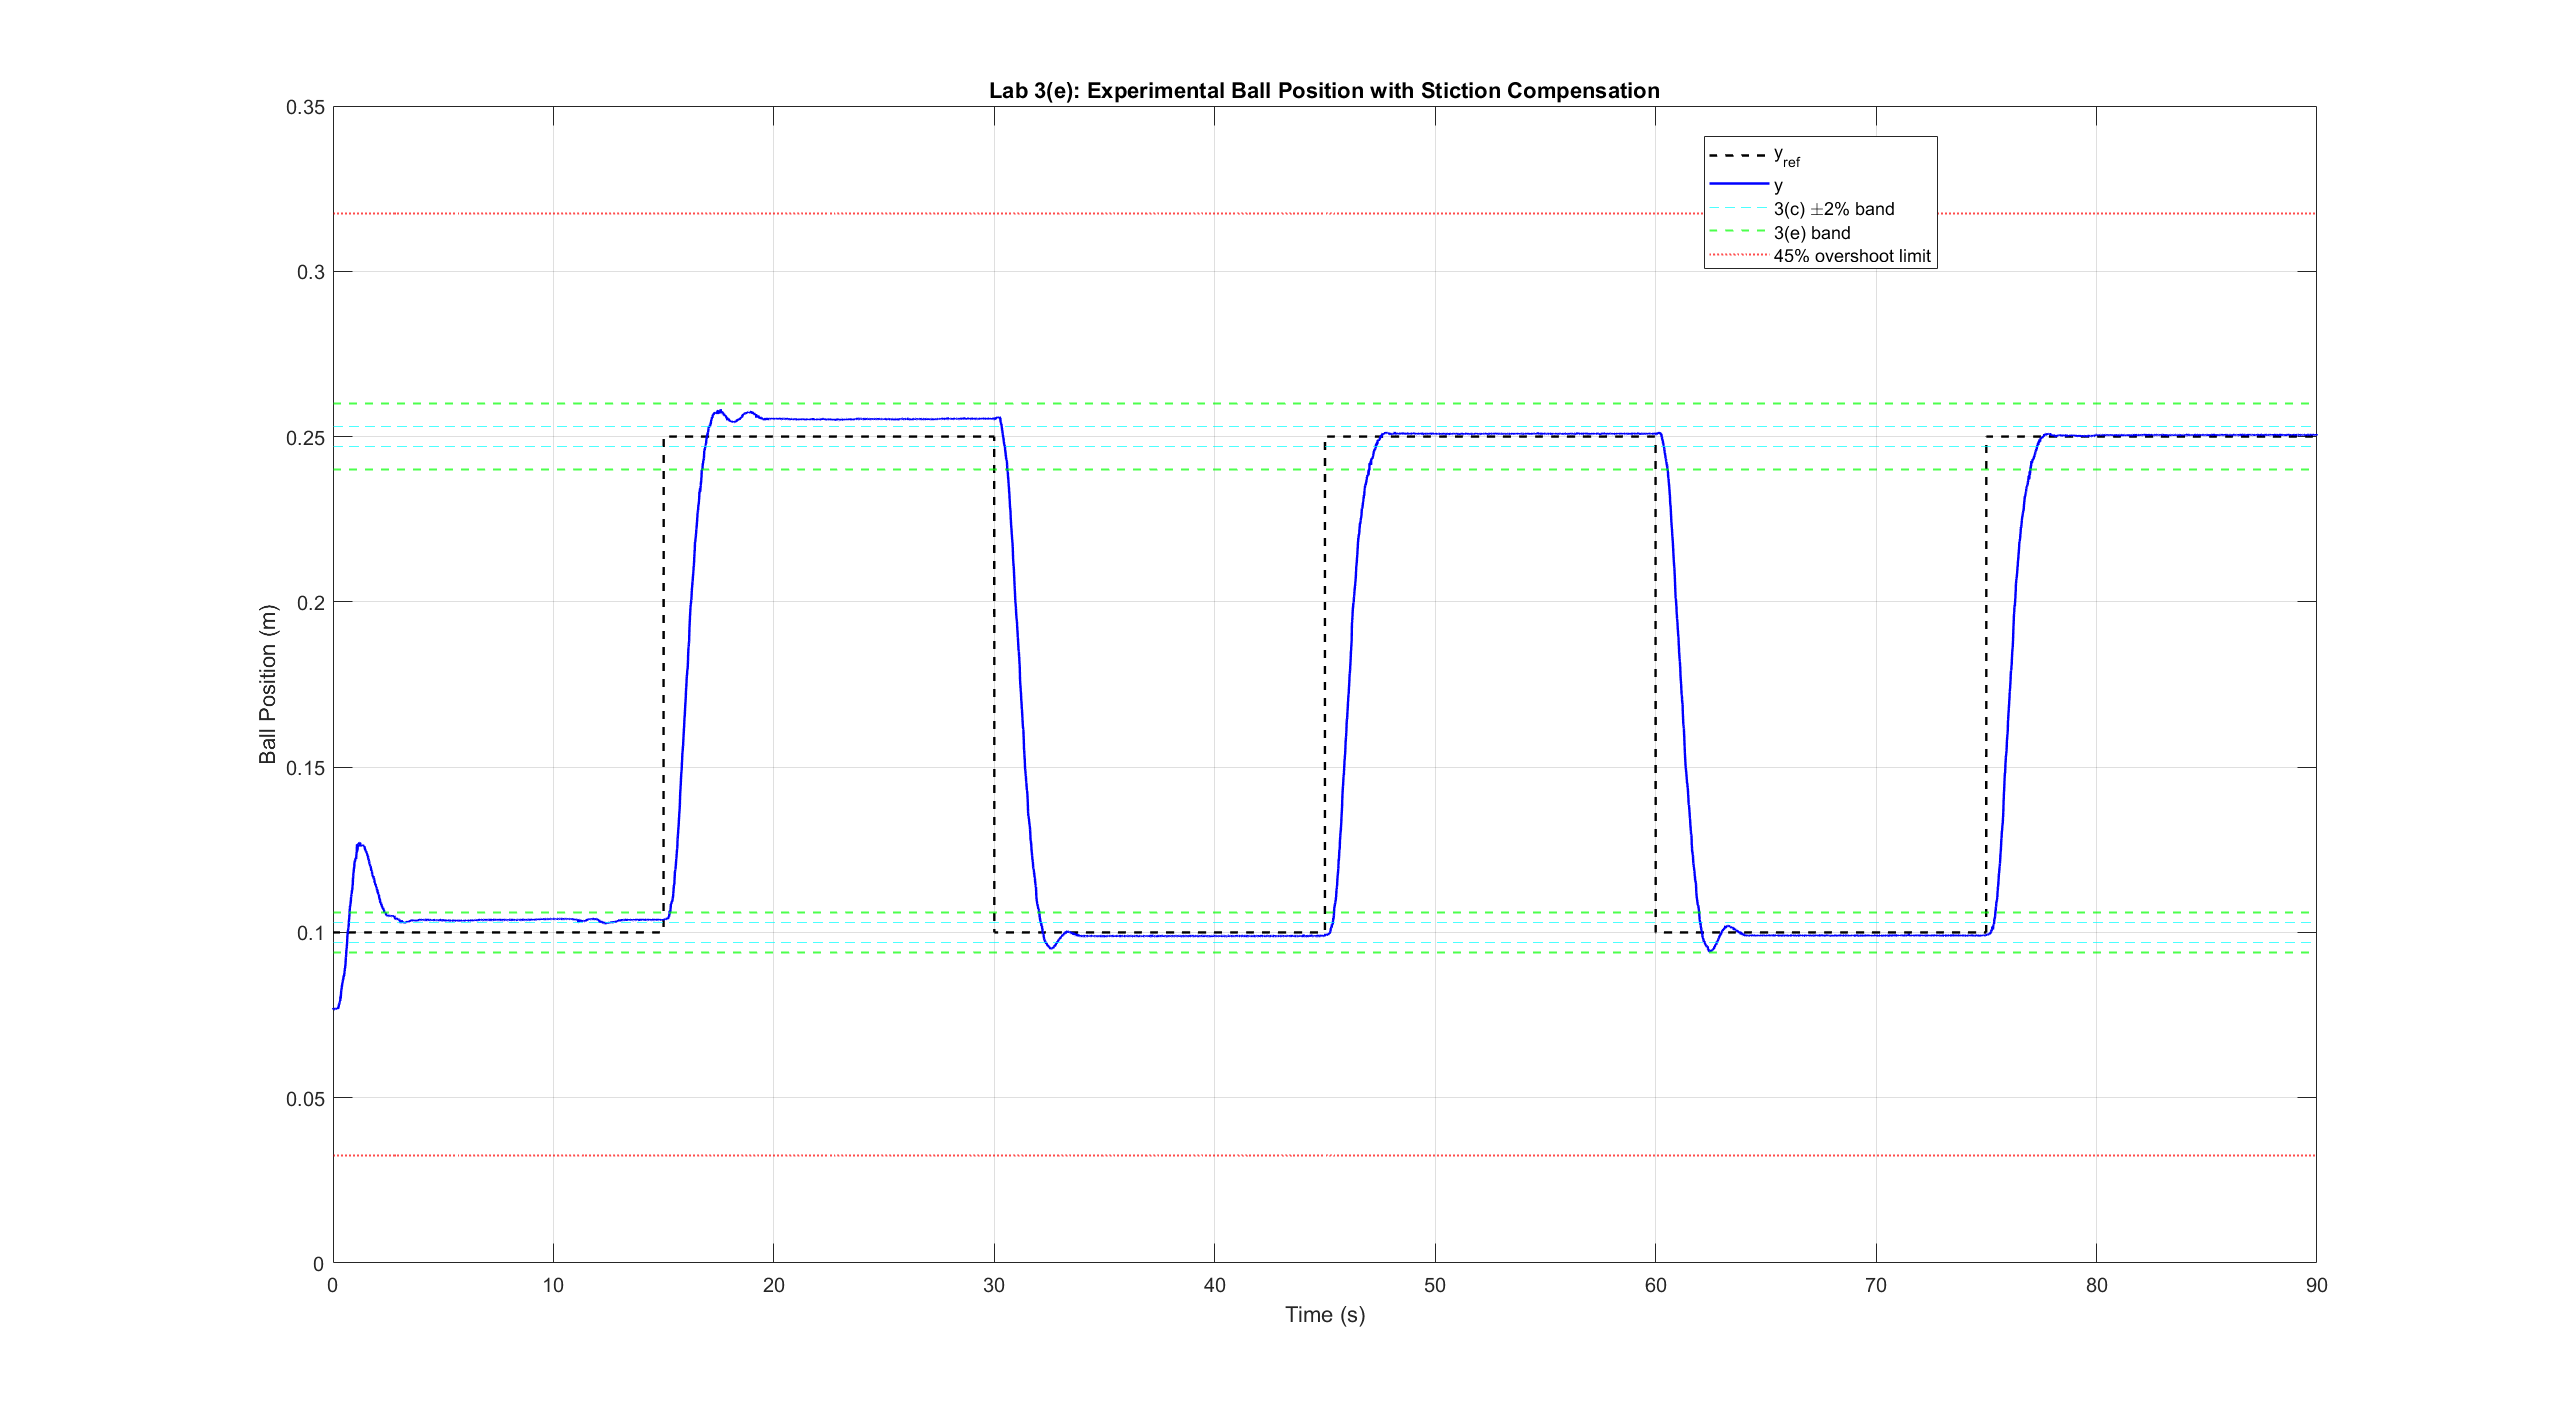 Lab 3(e): Experimental Ball Position with Stiction Compensation
0.35
0.3
0.25
0.2
0.15
0.1
0.05
0
Ball Position (m)
y_ref
y
3(c) ±2% band
3(e) band
45% overshoot limit
0 10 20 30 40 50 60 70 80 90
Time (s)